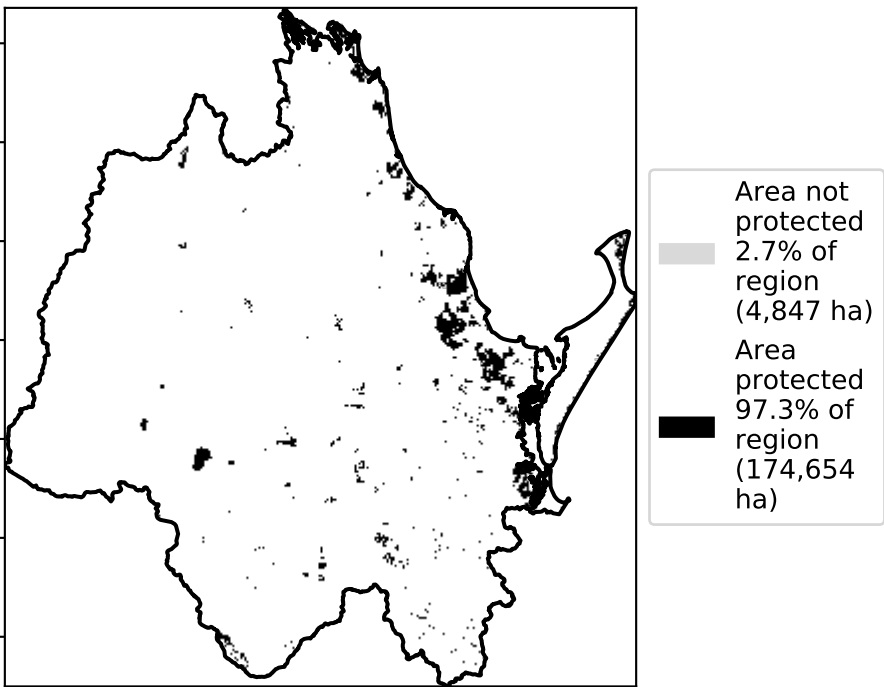 Area not
protected
2.7% of
region
(4,847 ha)
Area
protected
97.3% of
region
(174,654
ha)